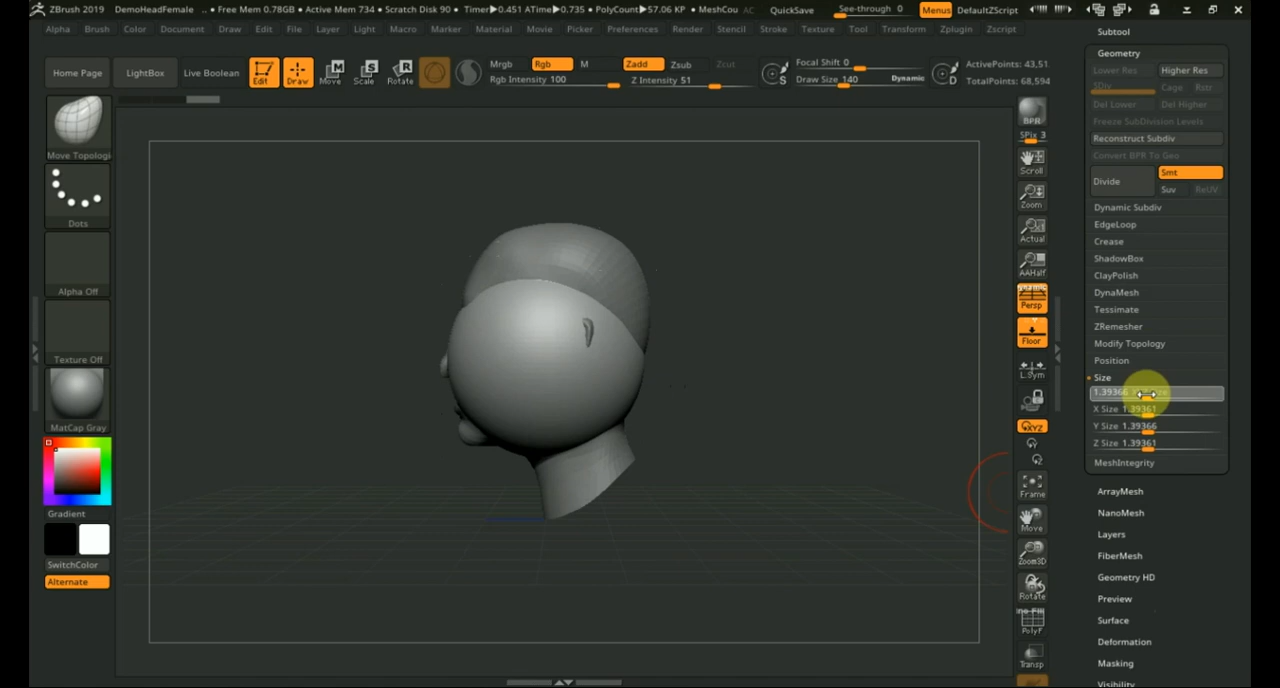 ZBrush 2019 DemoHeadFemale .. • Free Mem 0.78GB • Active Mem 734 • Scratch Disk 90 • Timer▶0.451 ATime▶0.735 • PolyCount▶57.06 KP • MeshCou AC QuickSave See-through 0 Menus DefaultZScript
Alpha Brush Color Document Draw Edit File Layer Light Macro Marker Material Movie Picker Preferences Render Stencil Stroke Texture Tool Transform Zplugin Zscript
Home Page LightBox Live Boolean Edit Draw Move Scale Rotate
Mrgb Rgb M Zadd Zsub Zcut
Rgb Intensity 100 Z Intensity 51
S Focal Shift 0
Draw Size 140 Dynamic
D ActivePoints: 43,51
TotalPoints: 68,594
Move Topologi
Dots
Alpha Off
Texture Off
MatCap Gray
Gradient
SwitchColor
Alternate
BPR
SPix 3
Scroll
Zoom
Actual
AAHalf
Persp
Floor
L.Sym
XYZ
Frame
Move
Zoom3D
Rotate
PolyF
Transp
Subtool
Geometry
Lower Res Higher Res
SDiv Cage Rstr
Del Lower Del Higher
Freeze SubDivision Levels
Reconstruct Subdiv
Convert BPR To Geo
Divide Smt
Suv ReUV
Dynamic Subdiv
EdgeLoop
Crease
ShadowBox
ClayPolish
DynaMesh
Tessimate
ZRemesher
Modify Topology
Position
Size
1.39366
X Size 1.39361
Y Size 1.39366
Z Size 1.39361
MeshIntegrity
ArrayMesh
NanoMesh
Layers
FiberMesh
Geometry HD
Preview
Surface
Deformation
Masking
Visibility